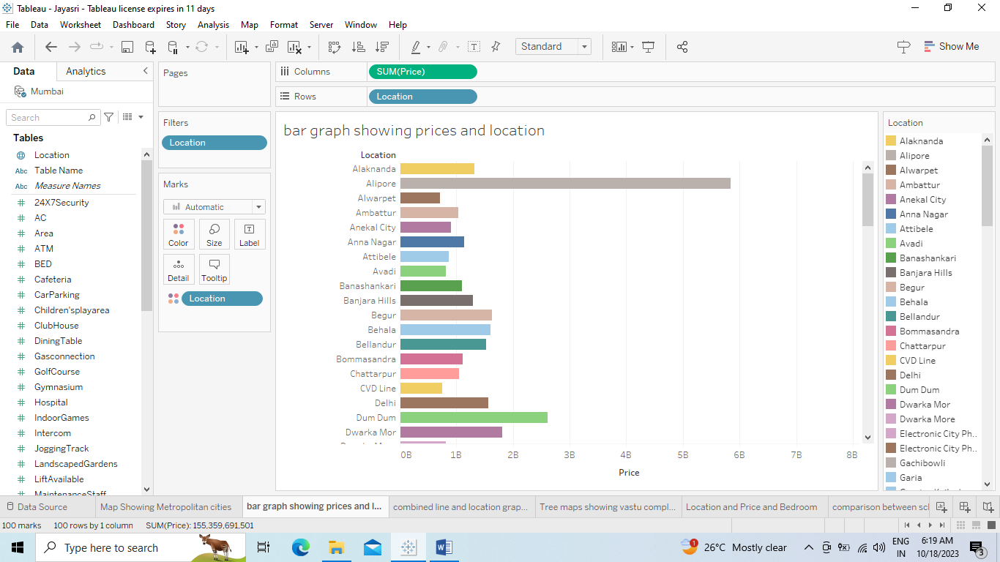 Tableau - Jayasri - Tableau license expires in 11 days
File Data Worksheet Dashboard Story Analysis Map Format Server Window Help
Standard
Show Me
Data Analytics
Mumbai
Search
Tables
Location
Abc Table Name
Abc Measure Names
24X7Security
AC
Area
ATM
BED
Cafeteria
CarParking
Children'splayarea
ClubHouse
DiningTable
Gasconnection
GolfCourse
Gymnasium
Hospital
IndoorGames
Intercom
JoggingTrack
LandscapedGardens
LiftAvailable
MaintenanceStaff
Pages
Filters
Location
Marks
Automatic
Color Size Label
Detail Tooltip
Location
Columns SUM(Price)
Rows Location
bar graph showing prices and location
Location
Alaknanda
Alipore
Alwarpet
Ambattur
Anekal City
Anna Nagar
Attibele
Avadi
Banashankari
Banjara Hills
Begur
Behala
Bellandur
Bommasandra
Chattarpur
CVD Line
Delhi
Dum Dum
Dwarka Mor
0B 1B 2B 3B 4B 5B 6B 7B 8B
Price
Location
Alaknanda
Alipore
Alwarpet
Ambattur
Anekal City
Anna Nagar
Attibele
Avadi
Banashankari
Banjara Hills
Begur
Behala
Bellandur
Bommasandra
Chattarpur
CVD Line
Delhi
Dum Dum
Dwarka Mor
Dwarka More
Electronic City Ph..
Electronic City Ph..
Gachibowli
Garia
Data Source Map Showing Metropolitan cities bar graph showing prices and l... combined line and location grap... Tree maps showing vastu compl... Location and Price and Bedroom comparison between scl
100 marks 100 rows by 1 column SUM(Price): 155,359,691,501
Type here to search
1
26°C Mostly clear
ENG
IN
6:19 AM
10/18/2023
3